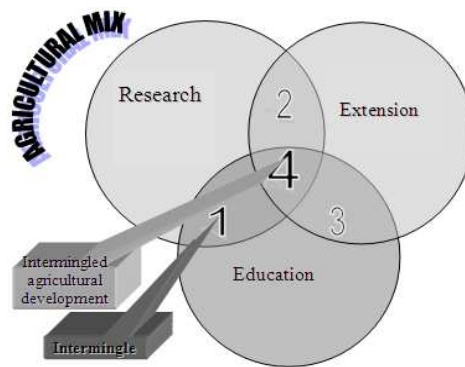 AGRICULTURAL MIX
Research
2
Extension
4
1
3
Intermingled
agricultural
development
Education
Intermingle